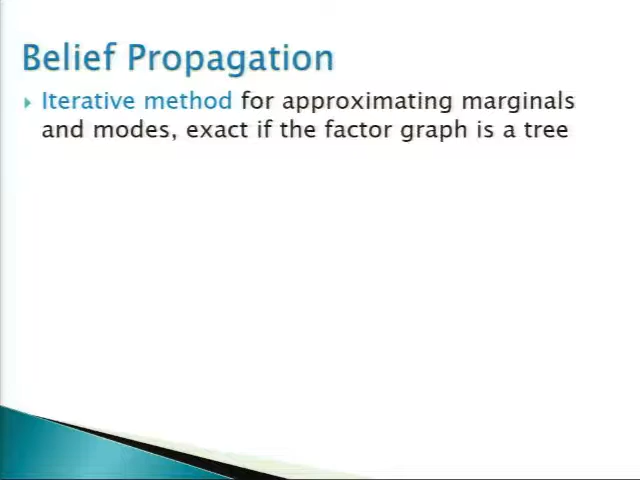 Belief Propagation
Iterative method for approximating marginals
and modes, exact if the factor graph is a tree